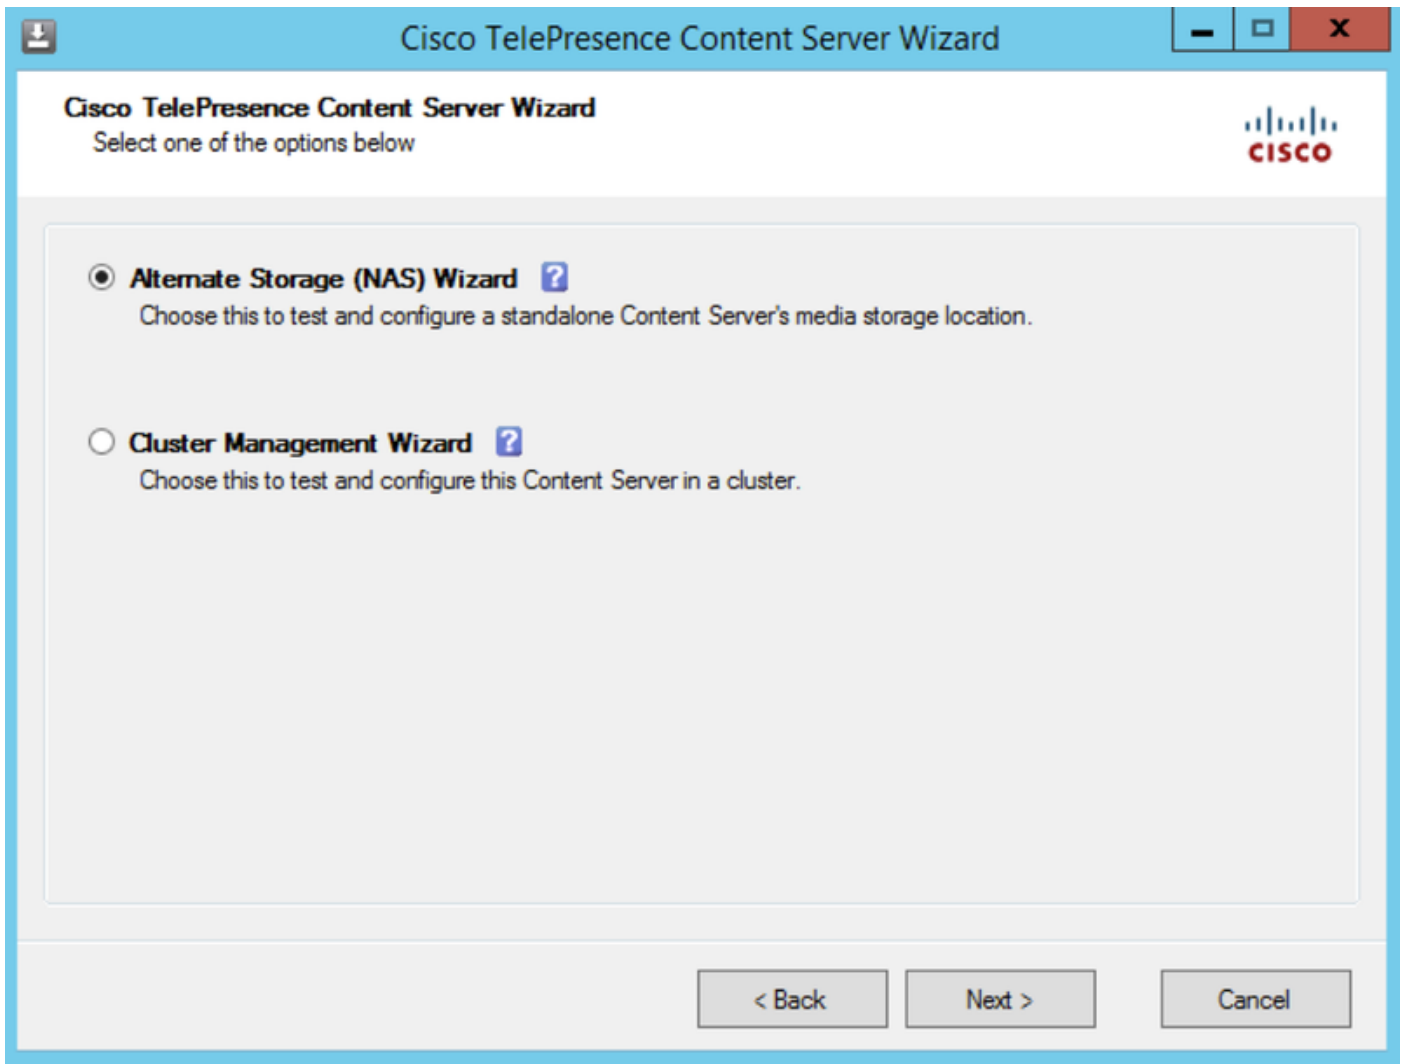 Cisco TelePresence Content Server Wizard
Cisco TelePresence Content Server Wizard
Select one of the options below
CISCO
Alternate Storage (NAS) Wizard ?
Choose this to test and configure a standalone Content Server's media storage location.
Cluster Management Wizard ?
Choose this to test and configure this Content Server in a cluster.
< Back Next > Cancel